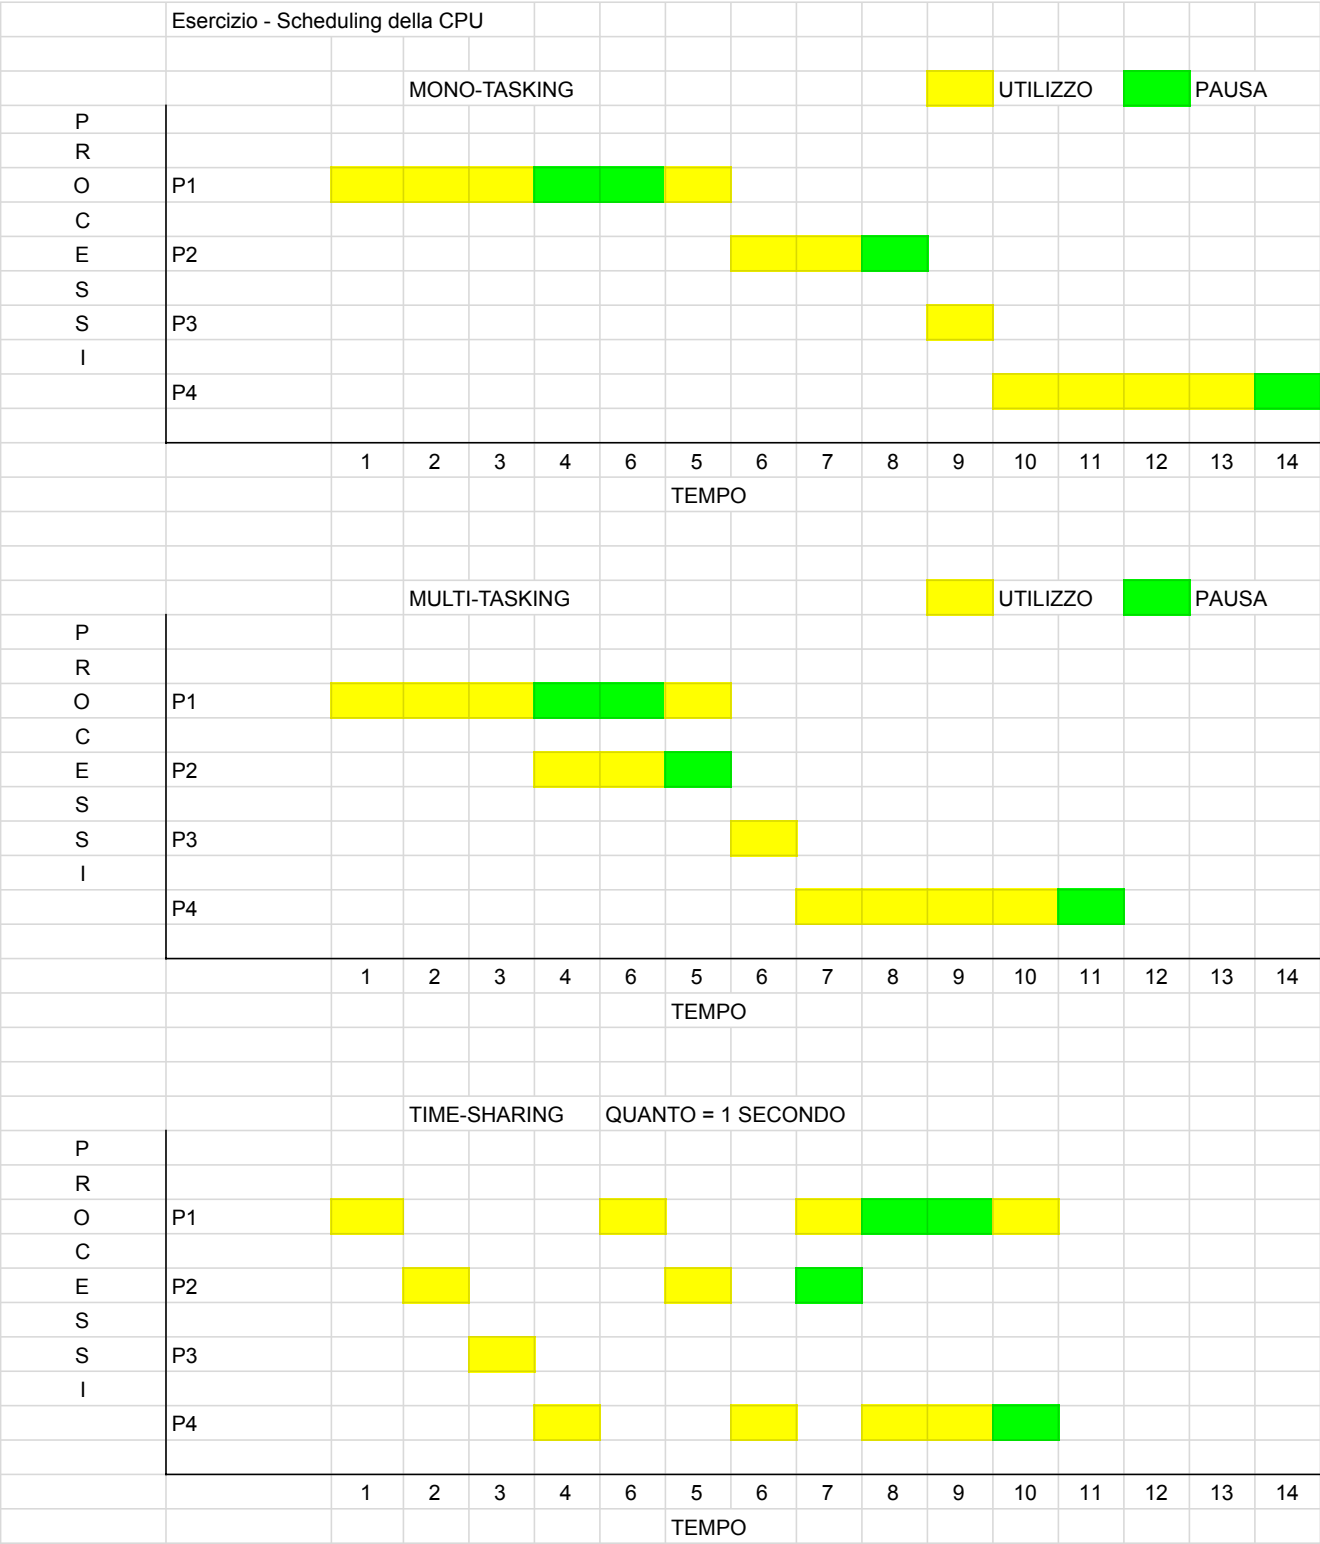 Esercizio - Scheduling della CPU
MONO-TASKING UTILIZZO PAUSA
P
R
O P1
C
E P2
S
S P3
I
P4
1 2 3 4 6 5 6 7 8 9 10 11 12 13 14
TEMPO
MULTI-TASKING UTILIZZO PAUSA
P
R
O P1
C
E P2
S
S P3
I
P4
1 2 3 4 6 5 6 7 8 9 10 11 12 13 14
TEMPO
TIME-SHARING QUANTO = 1 SECONDO
P
R
O P1
C
E P2
S
S P3
I
P4
1 2 3 4 6 5 6 7 8 9 10 11 12 13 14
TEMPO